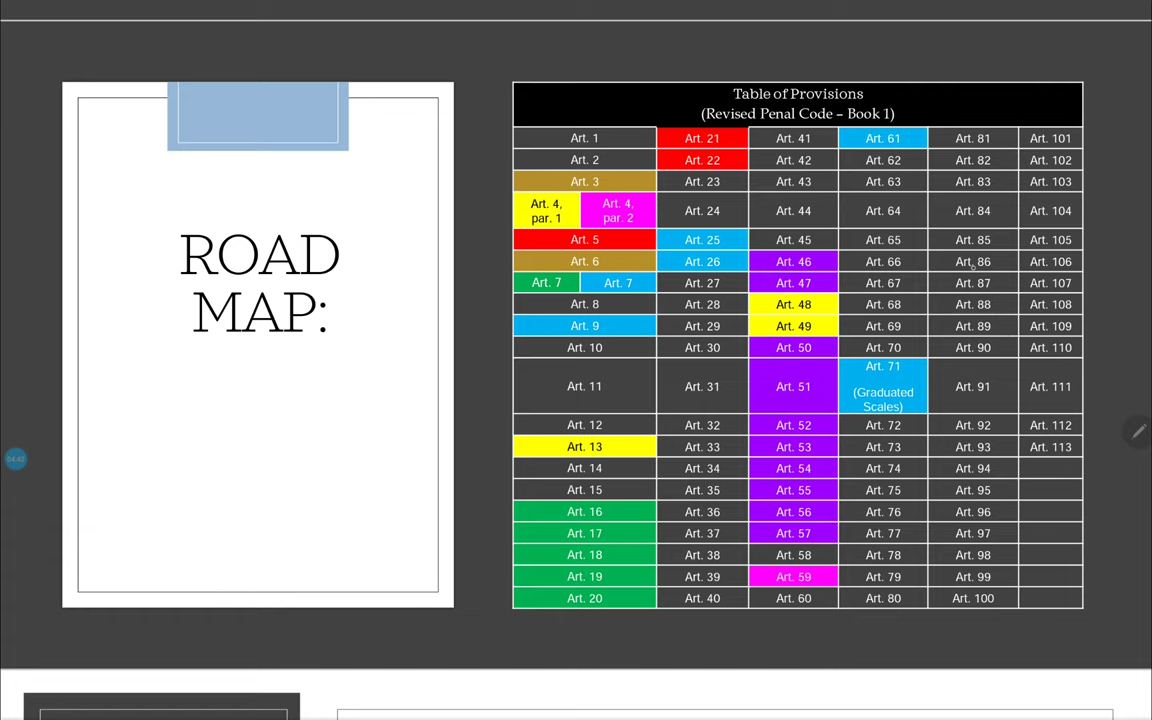 ROAD
MAP:
Table of Provisions
(Revised Penal Code – Book 1)
Art. 1 Art. 21 Art. 41 Art. 61 Art. 81 Art. 101
Art. 2 Art. 22 Art. 42 Art. 62 Art. 82 Art. 102
Art. 3 Art. 23 Art. 43 Art. 63 Art. 83 Art. 103
Art. 4, Art. 4,
par. 1 par. 2 Art. 24 Art. 44 Art. 64 Art. 84 Art. 104
Art. 5 Art. 25 Art. 45 Art. 65 Art. 85 Art. 105
Art. 6 Art. 26 Art. 46 Art. 66 Art. 86 Art. 106
Art. 7 Art. 7 Art. 27 Art. 47 Art. 67 Art. 87 Art. 107
Art. 8 Art. 28 Art. 48 Art. 68 Art. 88 Art. 108
Art. 9 Art. 29 Art. 49 Art. 69 Art. 89 Art. 109
Art. 10 Art. 30 Art. 50 Art. 70 Art. 90 Art. 110
Art. 71
Art. 11 Art. 31 Art. 51 (Graduated Art. 91 Art. 111
Scales)
Art. 12 Art. 32 Art. 52 Art. 72 Art. 92 Art. 112
Art. 13 Art. 33 Art. 53 Art. 73 Art. 93 Art. 113
Art. 14 Art. 34 Art. 54 Art. 74 Art. 94
Art. 15 Art. 35 Art. 55 Art. 75 Art. 95
Art. 16 Art. 36 Art. 56 Art. 76 Art. 96
Art. 17 Art. 37 Art. 57 Art. 77 Art. 97
Art. 18 Art. 38 Art. 58 Art. 78 Art. 98
Art. 19 Art. 39 Art. 59 Art. 79 Art. 99
Art. 20 Art. 40 Art. 60 Art. 80 Art. 100
04:42